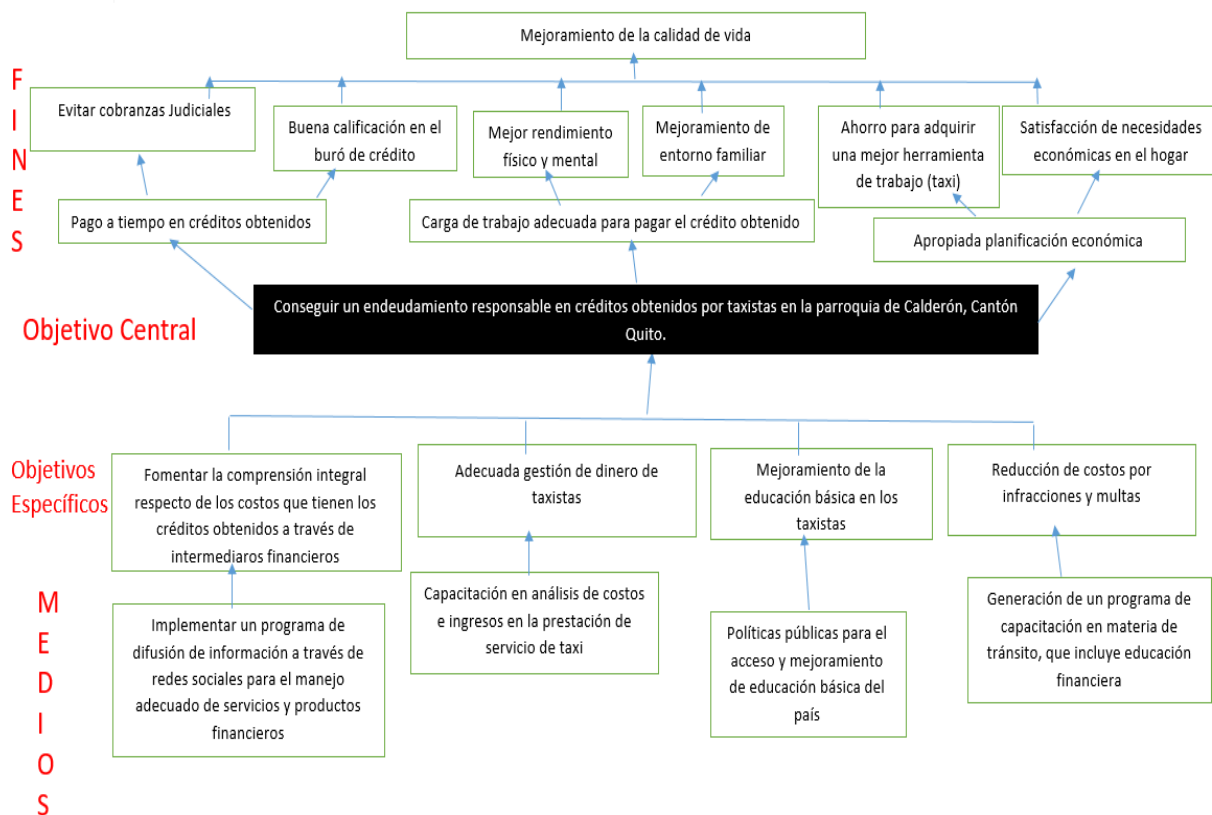 Mejoramiento de la calidad de vida
F
I
N
E
S
Evitar cobranzas Judiciales
Buena calificación en el
buró de crédito
Mejor rendimiento
físico y mental
Mejoramiento de
entorno familiar
Ahorro para adquirir
una mejor herramienta
de trabajo (taxi)
Satisfacción de necesidades
económicas en el hogar
Pago a tiempo en créditos obtenidos
Carga de trabajo adecuada para pagar el crédito obtenido
Apropiada planificación económica
Objetivo Central
Conseguir un endeudamiento responsable en créditos obtenidos por taxistas en la parroquia de Calderón, Cantón
Quito.
Objetivos
Específicos
Fomentar la comprensión integral
respecto de los costos que tienen los
créditos obtenidos a través de
intermediaros financieros
Adecuada gestión de dinero de
taxistas
Mejoramiento de la
educación básica en los
taxistas
Reducción de costos por
infracciones y multas
M
E
D
I
O
S
Implementar un programa de
difusión de información a través de
redes sociales para el manejo
adecuado de servicios y productos
financieros
Capacitación en análisis de costos
e ingresos en la prestación de
servicio de taxi
Políticas públicas para el
acceso y mejoramiento
de educación básica del
país
Generación de un programa de
capacitación en materia de
tránsito, que incluye educación
financiera